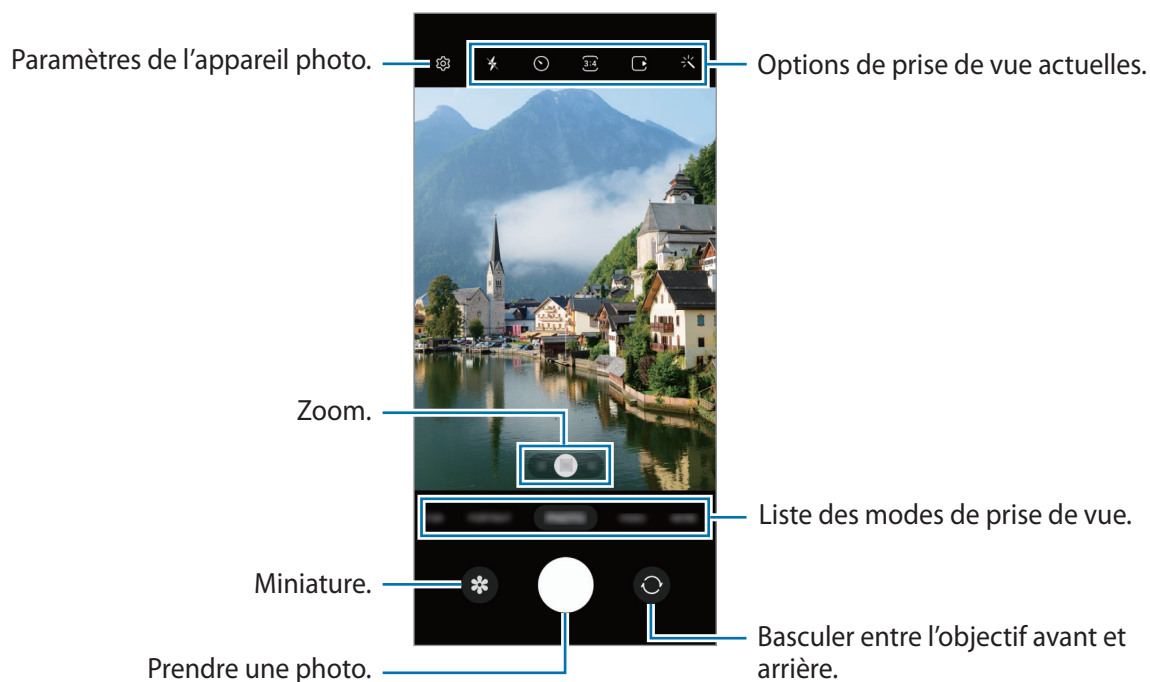 Paramètres de l’appareil photo.
3:4
Options de prise de vue actuelles.
Zoom.
Liste des modes de prise de vue.
Miniature.
Basculer entre l’objectif avant et
arrière.
Prendre une photo.